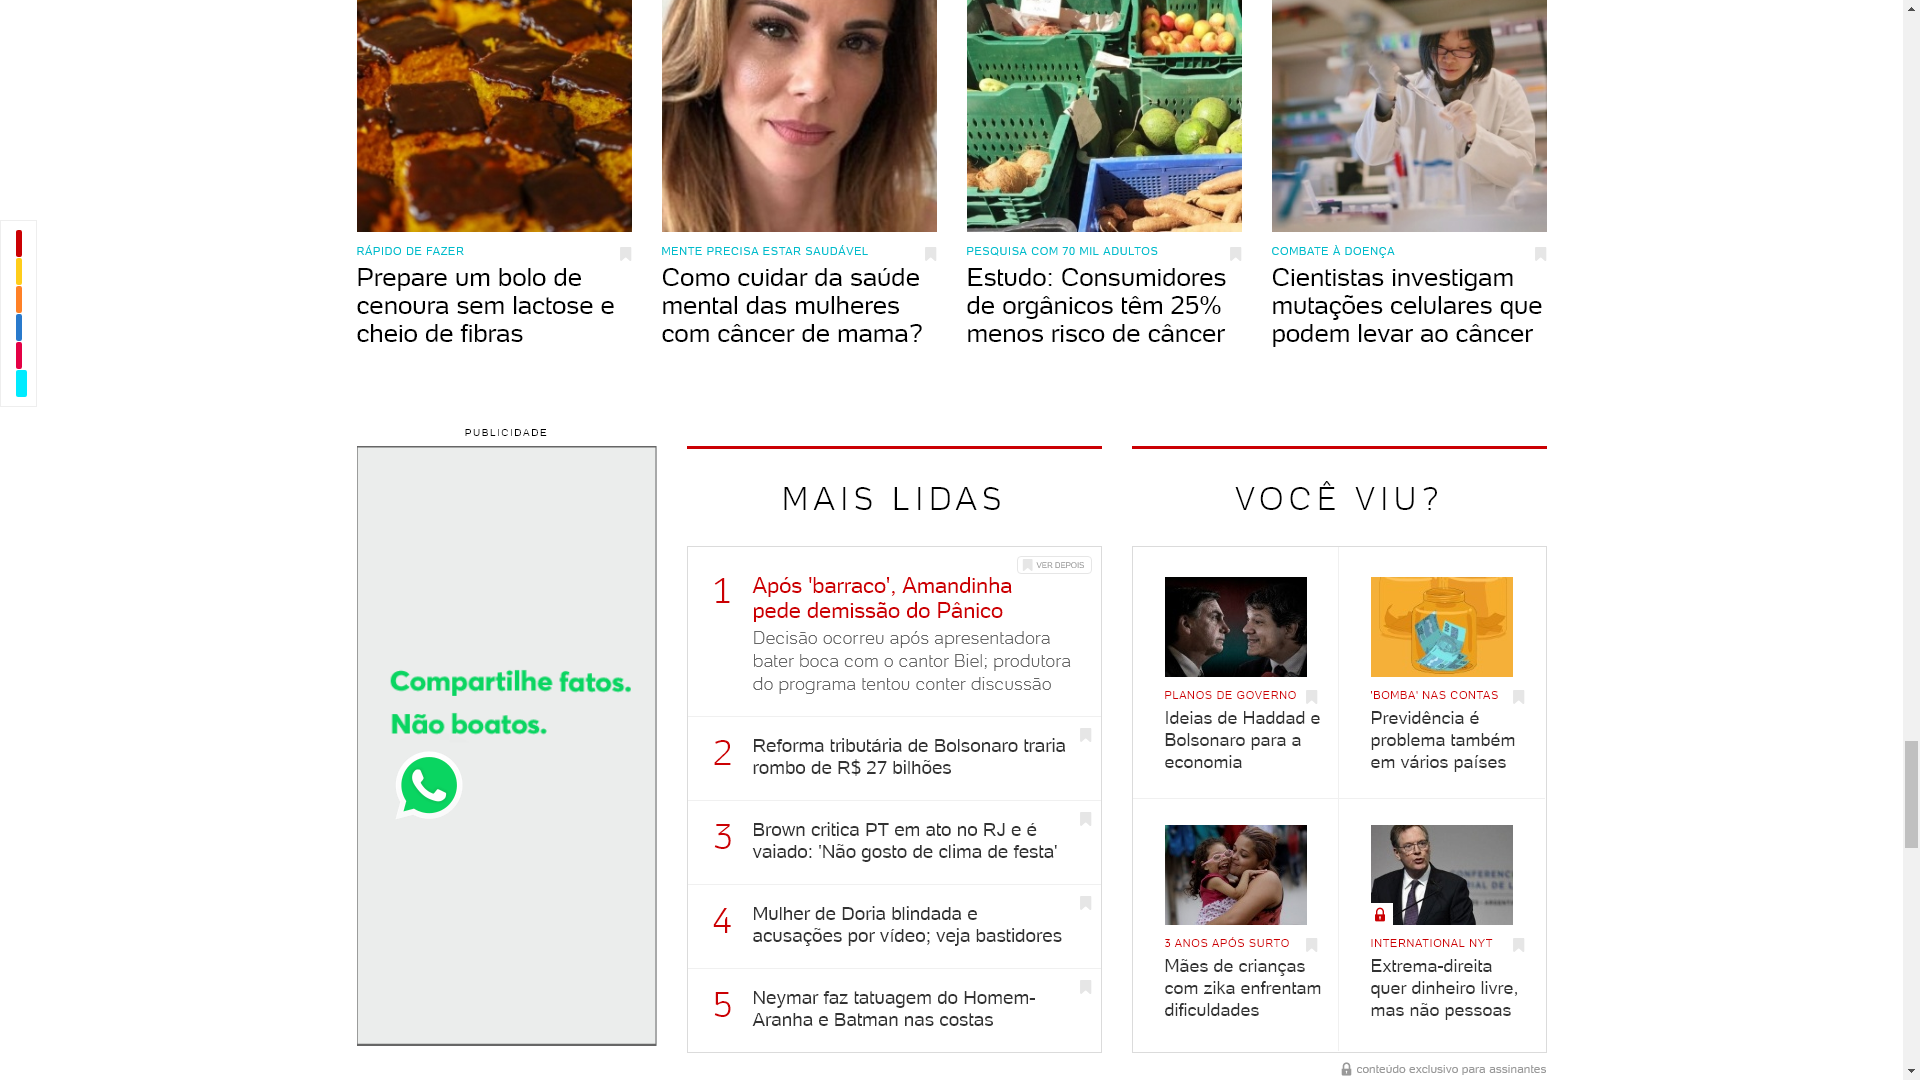 RÁPIDO DE FAZER
Prepare um bolo de
cenoura sem lactose e
cheio de fibras
MENTE PRECISA ESTAR SAUDÁVEL
Como cuidar da saúde
mental das mulheres
com câncer de mama?
PESQUISA COM 70 MIL ADULTOS
Estudo: Consumidores
de orgânicos têm 25%
menos risco de câncer
COMBATE À DOENÇA
Cientistas investigam
mutações celulares que
podem levar ao câncer
PUBLICIDADE
Compartilhe fatos.
Não boatos.
MAIS LIDAS
VER DEPOIS
1
Após 'barraco', Amandinha
pede demissão do Pânico
Decisão ocorreu após apresentadora
bater boca com o cantor Biel; produtora
do programa tentou conter discussão
2
Reforma tributária de Bolsonaro traria
rombo de R$ 27 bilhões
3
Brown critica PT em ato no RJ e é
vaiado: 'Não gosto de clima de festa'
4
Mulher de Doria blindada e
acusações por vídeo; veja bastidores
5
Neymar faz tatuagem do Homem-
Aranha e Batman nas costas
VOCÊ VIU?
PLANOS DE GOVERNO
Ideias de Haddad e
Bolsonaro para a
economia
'BOMBA' NAS CONTAS
Previdência é
problema também
em vários países
3 ANOS APÓS SURTO
Mães de crianças
com zika enfrentam
dificuldades
INTERNATIONAL NYT
Extrema-direita
quer dinheiro livre,
mas não pessoas
conteúdo exclusivo para assinantes